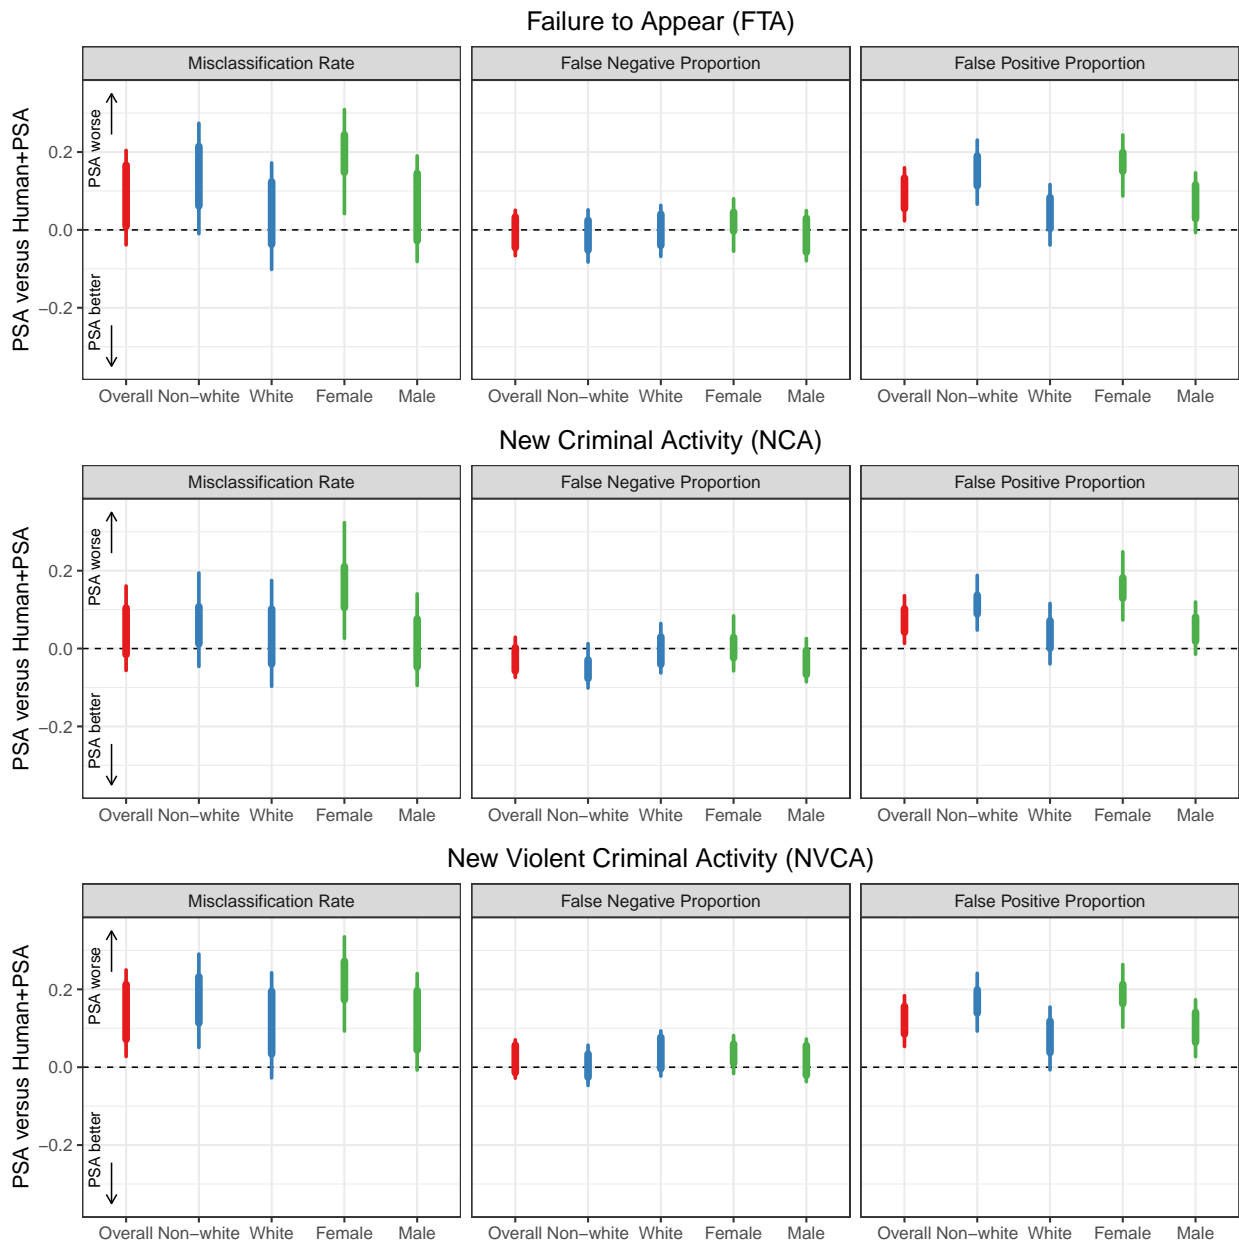 Failure to Appear (FTA)
Misclassification Rate
False Negative Proportion
False Positive Proportion
PSA versus Human+PSA
0.2
0.0
−0.2
PSA worse
PSA better
Overall Non−white White Female Male
Overall Non−white White Female Male
Overall Non−white White Female Male
New Criminal Activity (NCA)
Misclassification Rate
False Negative Proportion
False Positive Proportion
PSA versus Human+PSA
0.2
0.0
−0.2
PSA worse
PSA better
Overall Non−white White Female Male
Overall Non−white White Female Male
Overall Non−white White Female Male
New Violent Criminal Activity (NVCA)
Misclassification Rate
False Negative Proportion
False Positive Proportion
PSA versus Human+PSA
0.2
0.0
−0.2
PSA worse
PSA better
Overall Non−white White Female Male
Overall Non−white White Female Male
Overall Non−white White Female Male